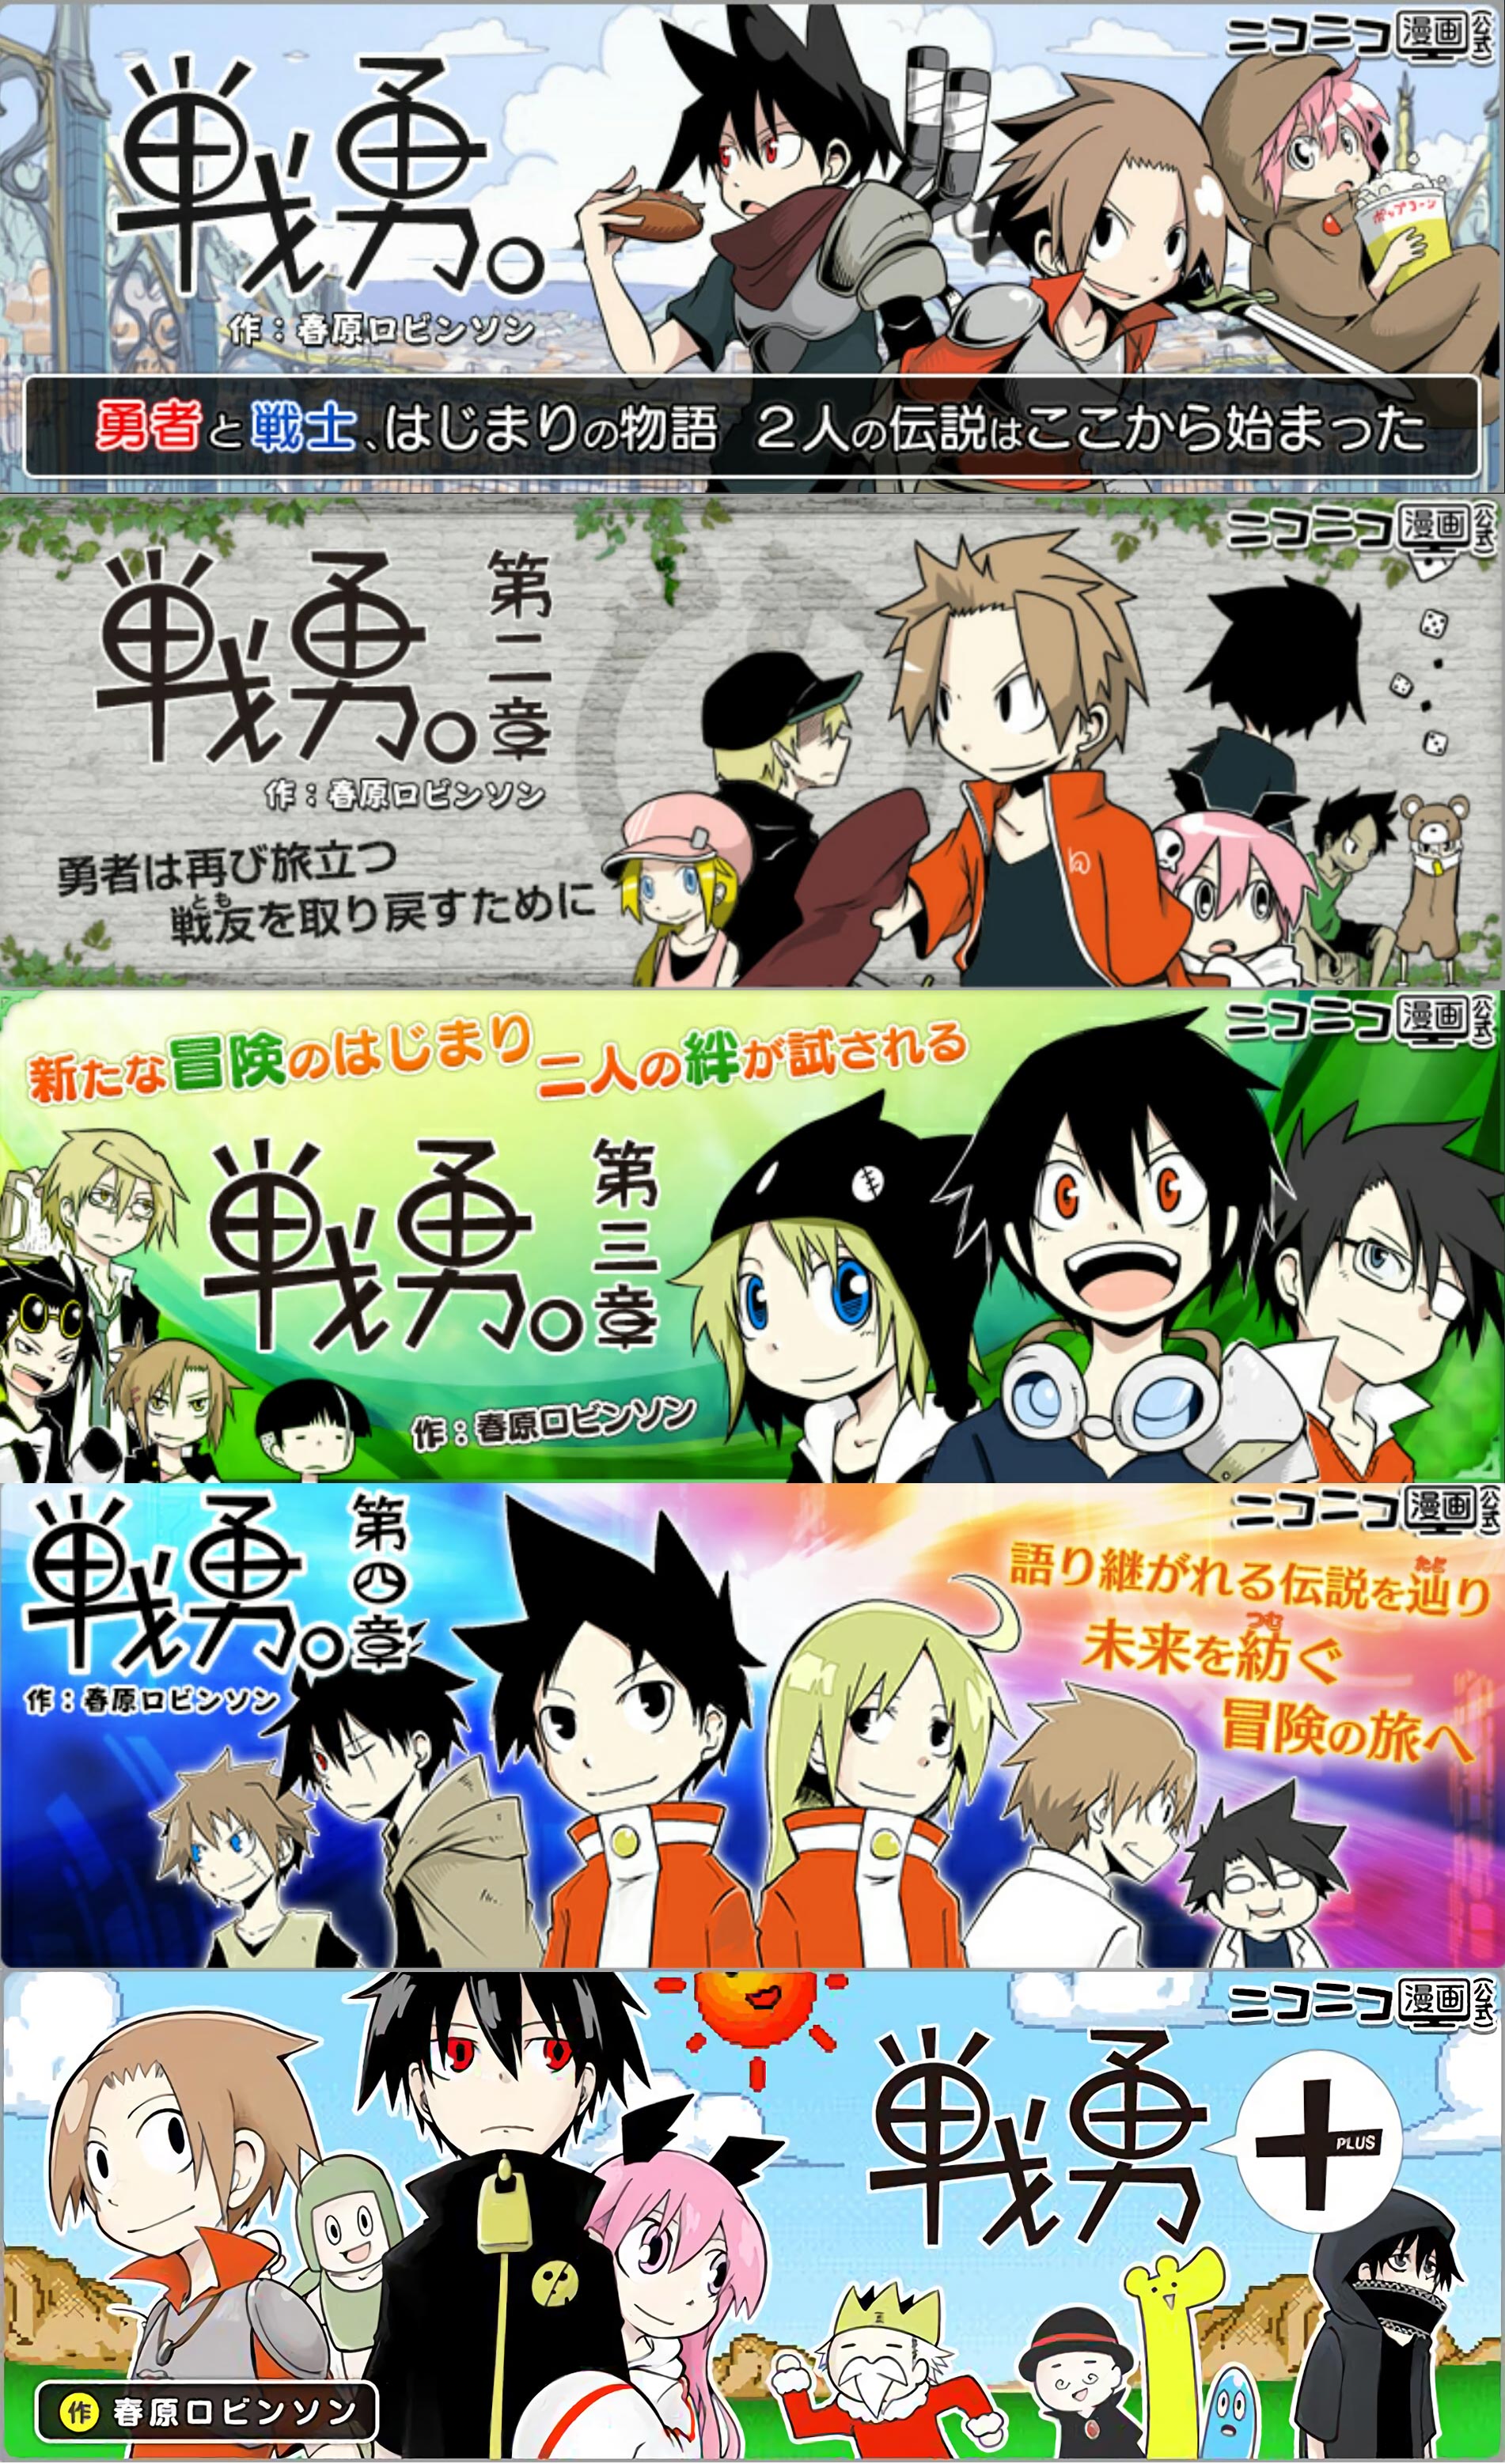 戦勇。
作：春原ロビンソン
ニコニコ漫画(公式)
ポップコーン
勇者と戦士、はじまりの物語 2人の伝説はここから始まった
ニコニコ漫画(公式)
戦勇。第二章
作：春原ロビンソン
勇者は再び旅立つ
とも
戦友を取り戻すために
ニコニコ漫画(公式)
新たな冒険のはじまり 二人の絆が試される
戦勇。第三章
作：春原ロビンソン
戦勇。第四章
作：春原ロビンソン
ニコニコ漫画(公式)
たど
語り継がれる伝説を辿り
つむ
未来を紡ぐ
冒険の旅へ
ニコニコ漫画(公式)
戦勇+
PLUS
作 春原ロビンソン